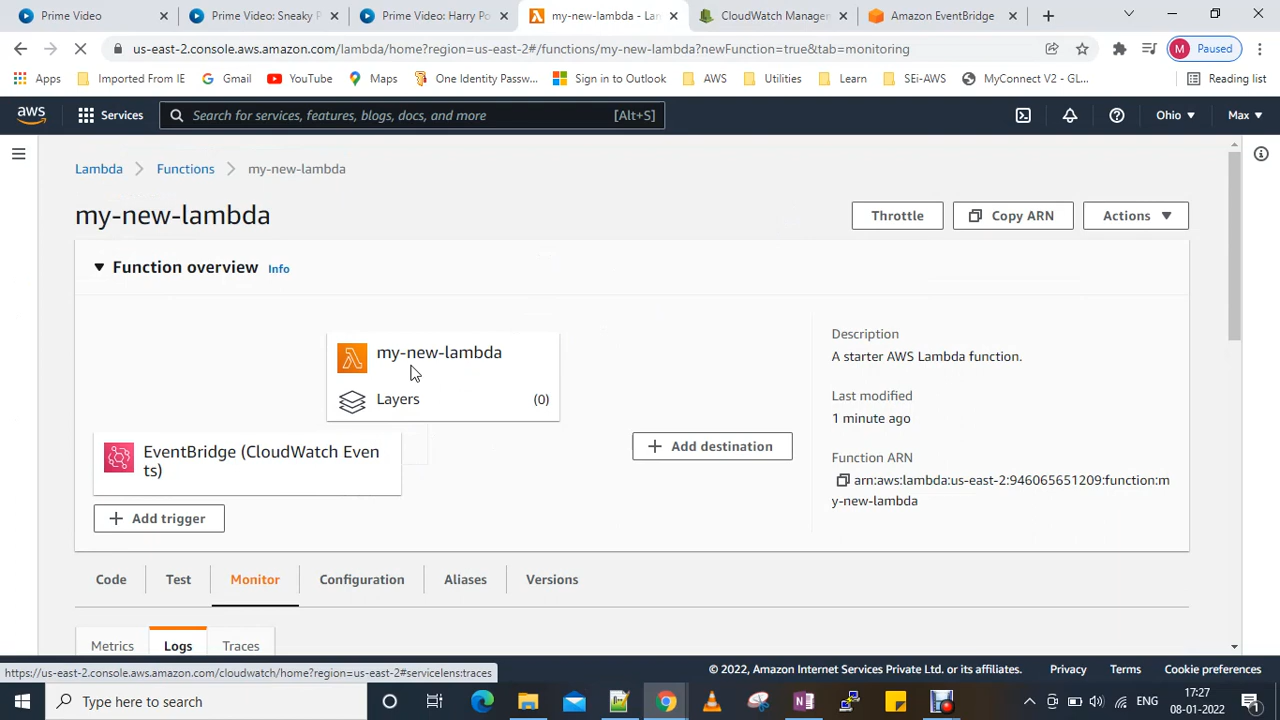 Prime Video:
Prime Video: Sneaky P
Prime Video: Harry Po
my-new-lambda - Lam
CloudWatch Manager
Amazon EventBridge
us-east-2.console.aws.amazon.com/lambda/home?region=us-east-2#/functions/my-new-lambda?newFunction=true&tab=monitoring
M Paused
Apps Imported From IE Gmail YouTube Maps One Identity Passw... Sign in to Outlook AWS Utilities Learn SEi-AWS MyConnect V2 - GL... Reading list
aws Services Search for services, features, blogs, docs, and more [Alt+S] Ohio Max
Lambda Functions my-new-lambda
my-new-lambda
Throttle Copy ARN Actions
Function overview Info
my-new-lambda
Layers (0)
EventBridge (CloudWatch Even
ts)
Add trigger
Add destination
Description
A starter AWS Lambda function.
Last modified
1 minute ago
Function ARN
arn:aws:lambda:us-east-2:946065651209:function:m
y-new-lambda
Code Test Monitor Configuration Aliases Versions
Metrics Logs Traces
https://us-east-2.console.aws.amazon.com/cloudwatch/home?region=us-east-2#servicelens:traces
© 2022, Amazon Internet Services Private Ltd. or its affiliates. Privacy Terms Cookie preferences
Type here to search
ENG
17:27
08-01-2022
1